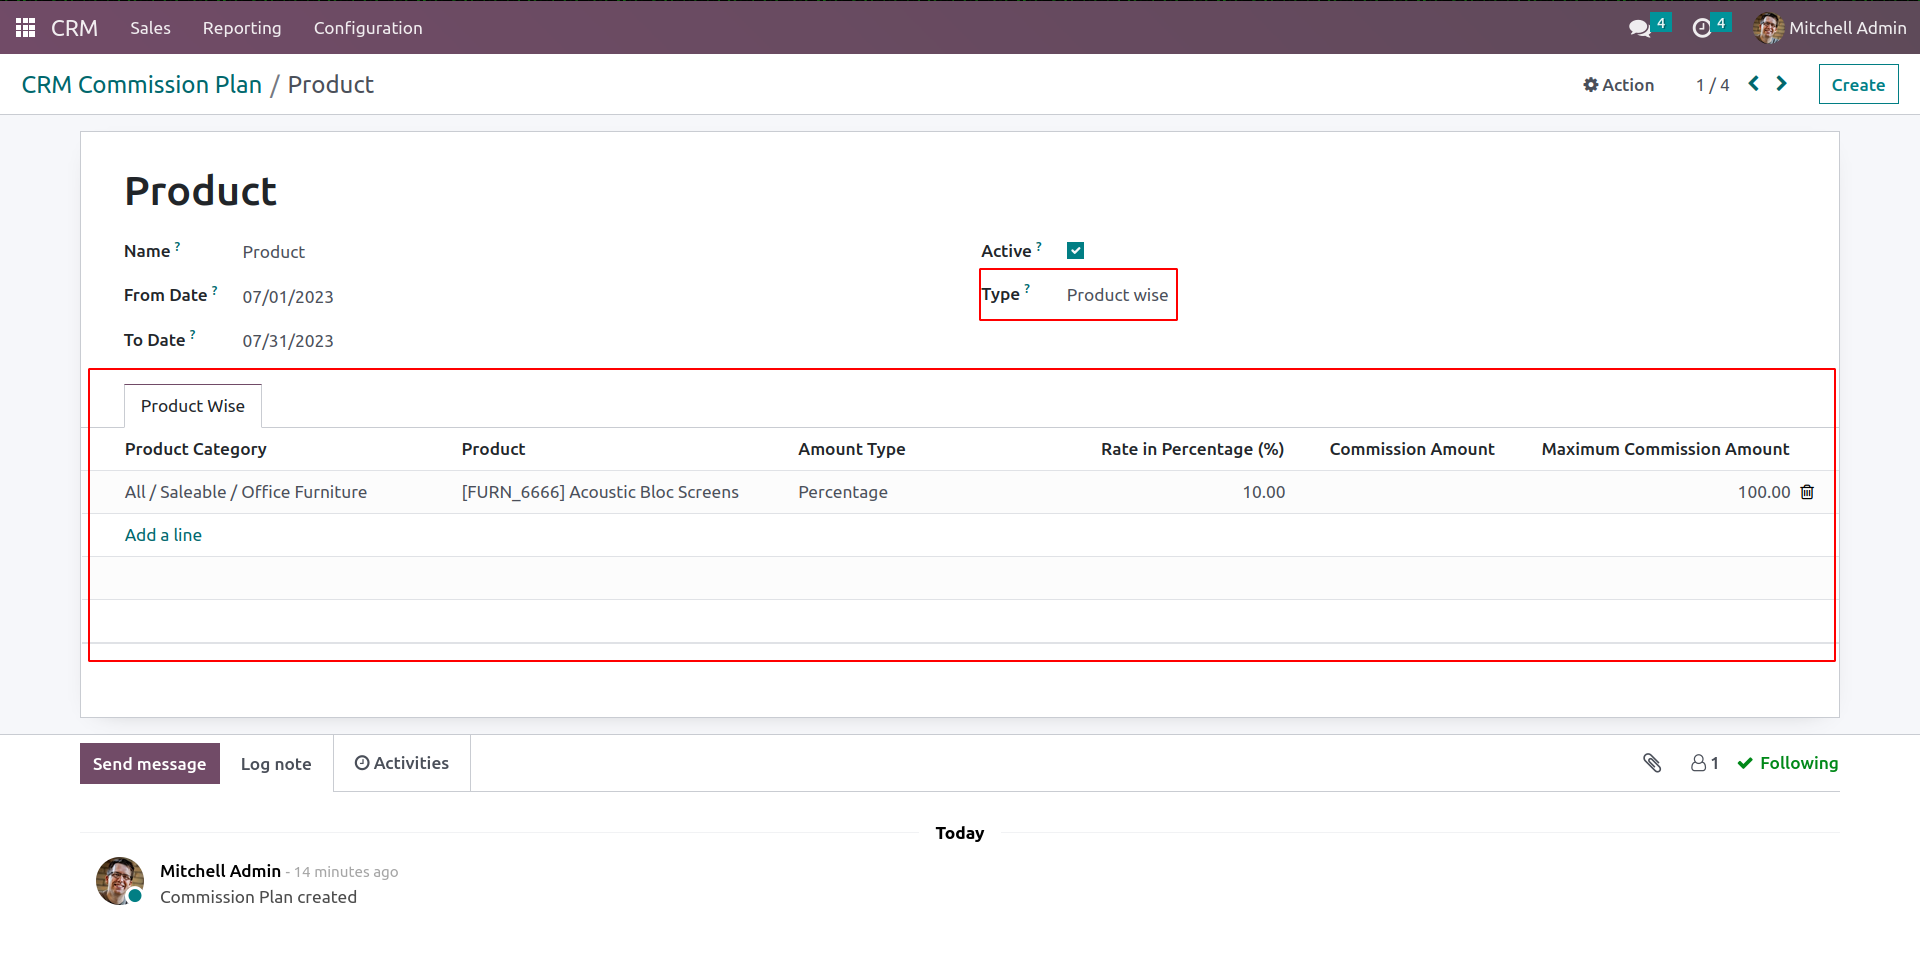 CRM Sales Reporting Configuration 4 4 Mitchell Admin
CRM Commission Plan / Product Action 1 / 4 Create
Product
Name ? Product Active ?
From Date ? 07/01/2023 Type ? Product wise
To Date ? 07/31/2023
Product Wise
Product Category Product Amount Type Rate in Percentage (%) Commission Amount Maximum Commission Amount
All / Saleable / Office Furniture [FURN_6666] Acoustic Bloc Screens Percentage 10.00 100.00
Add a line
Send message Log note Activities 1 Following
Today
Mitchell Admin - 14 minutes ago
Commission Plan created